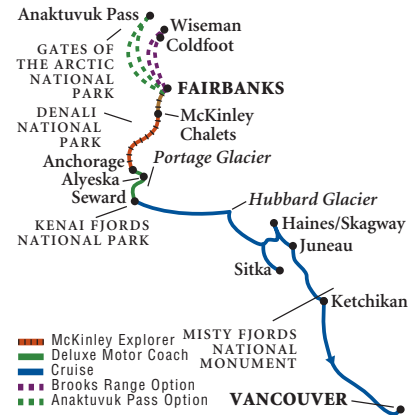 Anaktuvuk Pass
Wiseman
Coldfoot
GATES OF
THE ARCTIC
NATIONAL
PARK
FAIRBANKS
DENALI
NATIONAL
PARK
McKinley
Chalets
Anchorage
Portage Glacier
Alyeska
Seward
Hubbard Glacier
KENAI FJORDS
NATIONAL PARK
Haines/Skagway
Juneau
Sitka
Ketchikan
MISTY FJORDS
NATIONAL
MONUMENT
McKinley Explorer
Deluxe Motor Coach
Cruise
Brooks Range Option
Anaktuvuk Pass Option
VANCOUVER